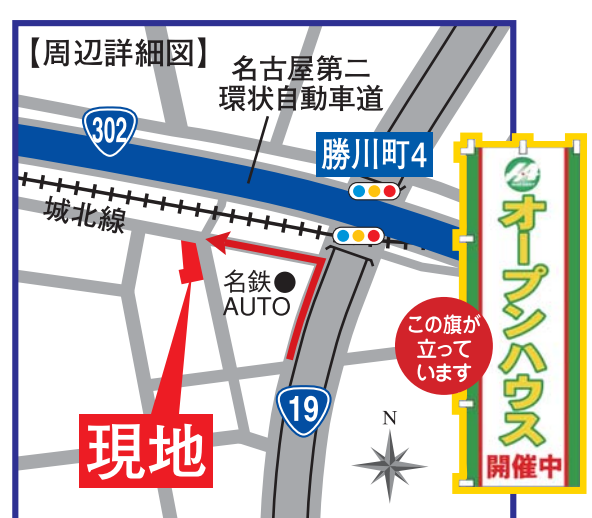 【周辺詳細図】
名古屋第二
環状自動車道
302
勝川町4
城北線
名鉄
AUTO
この旗が
立って
います
オープンハウス
開催中
19
現地
N